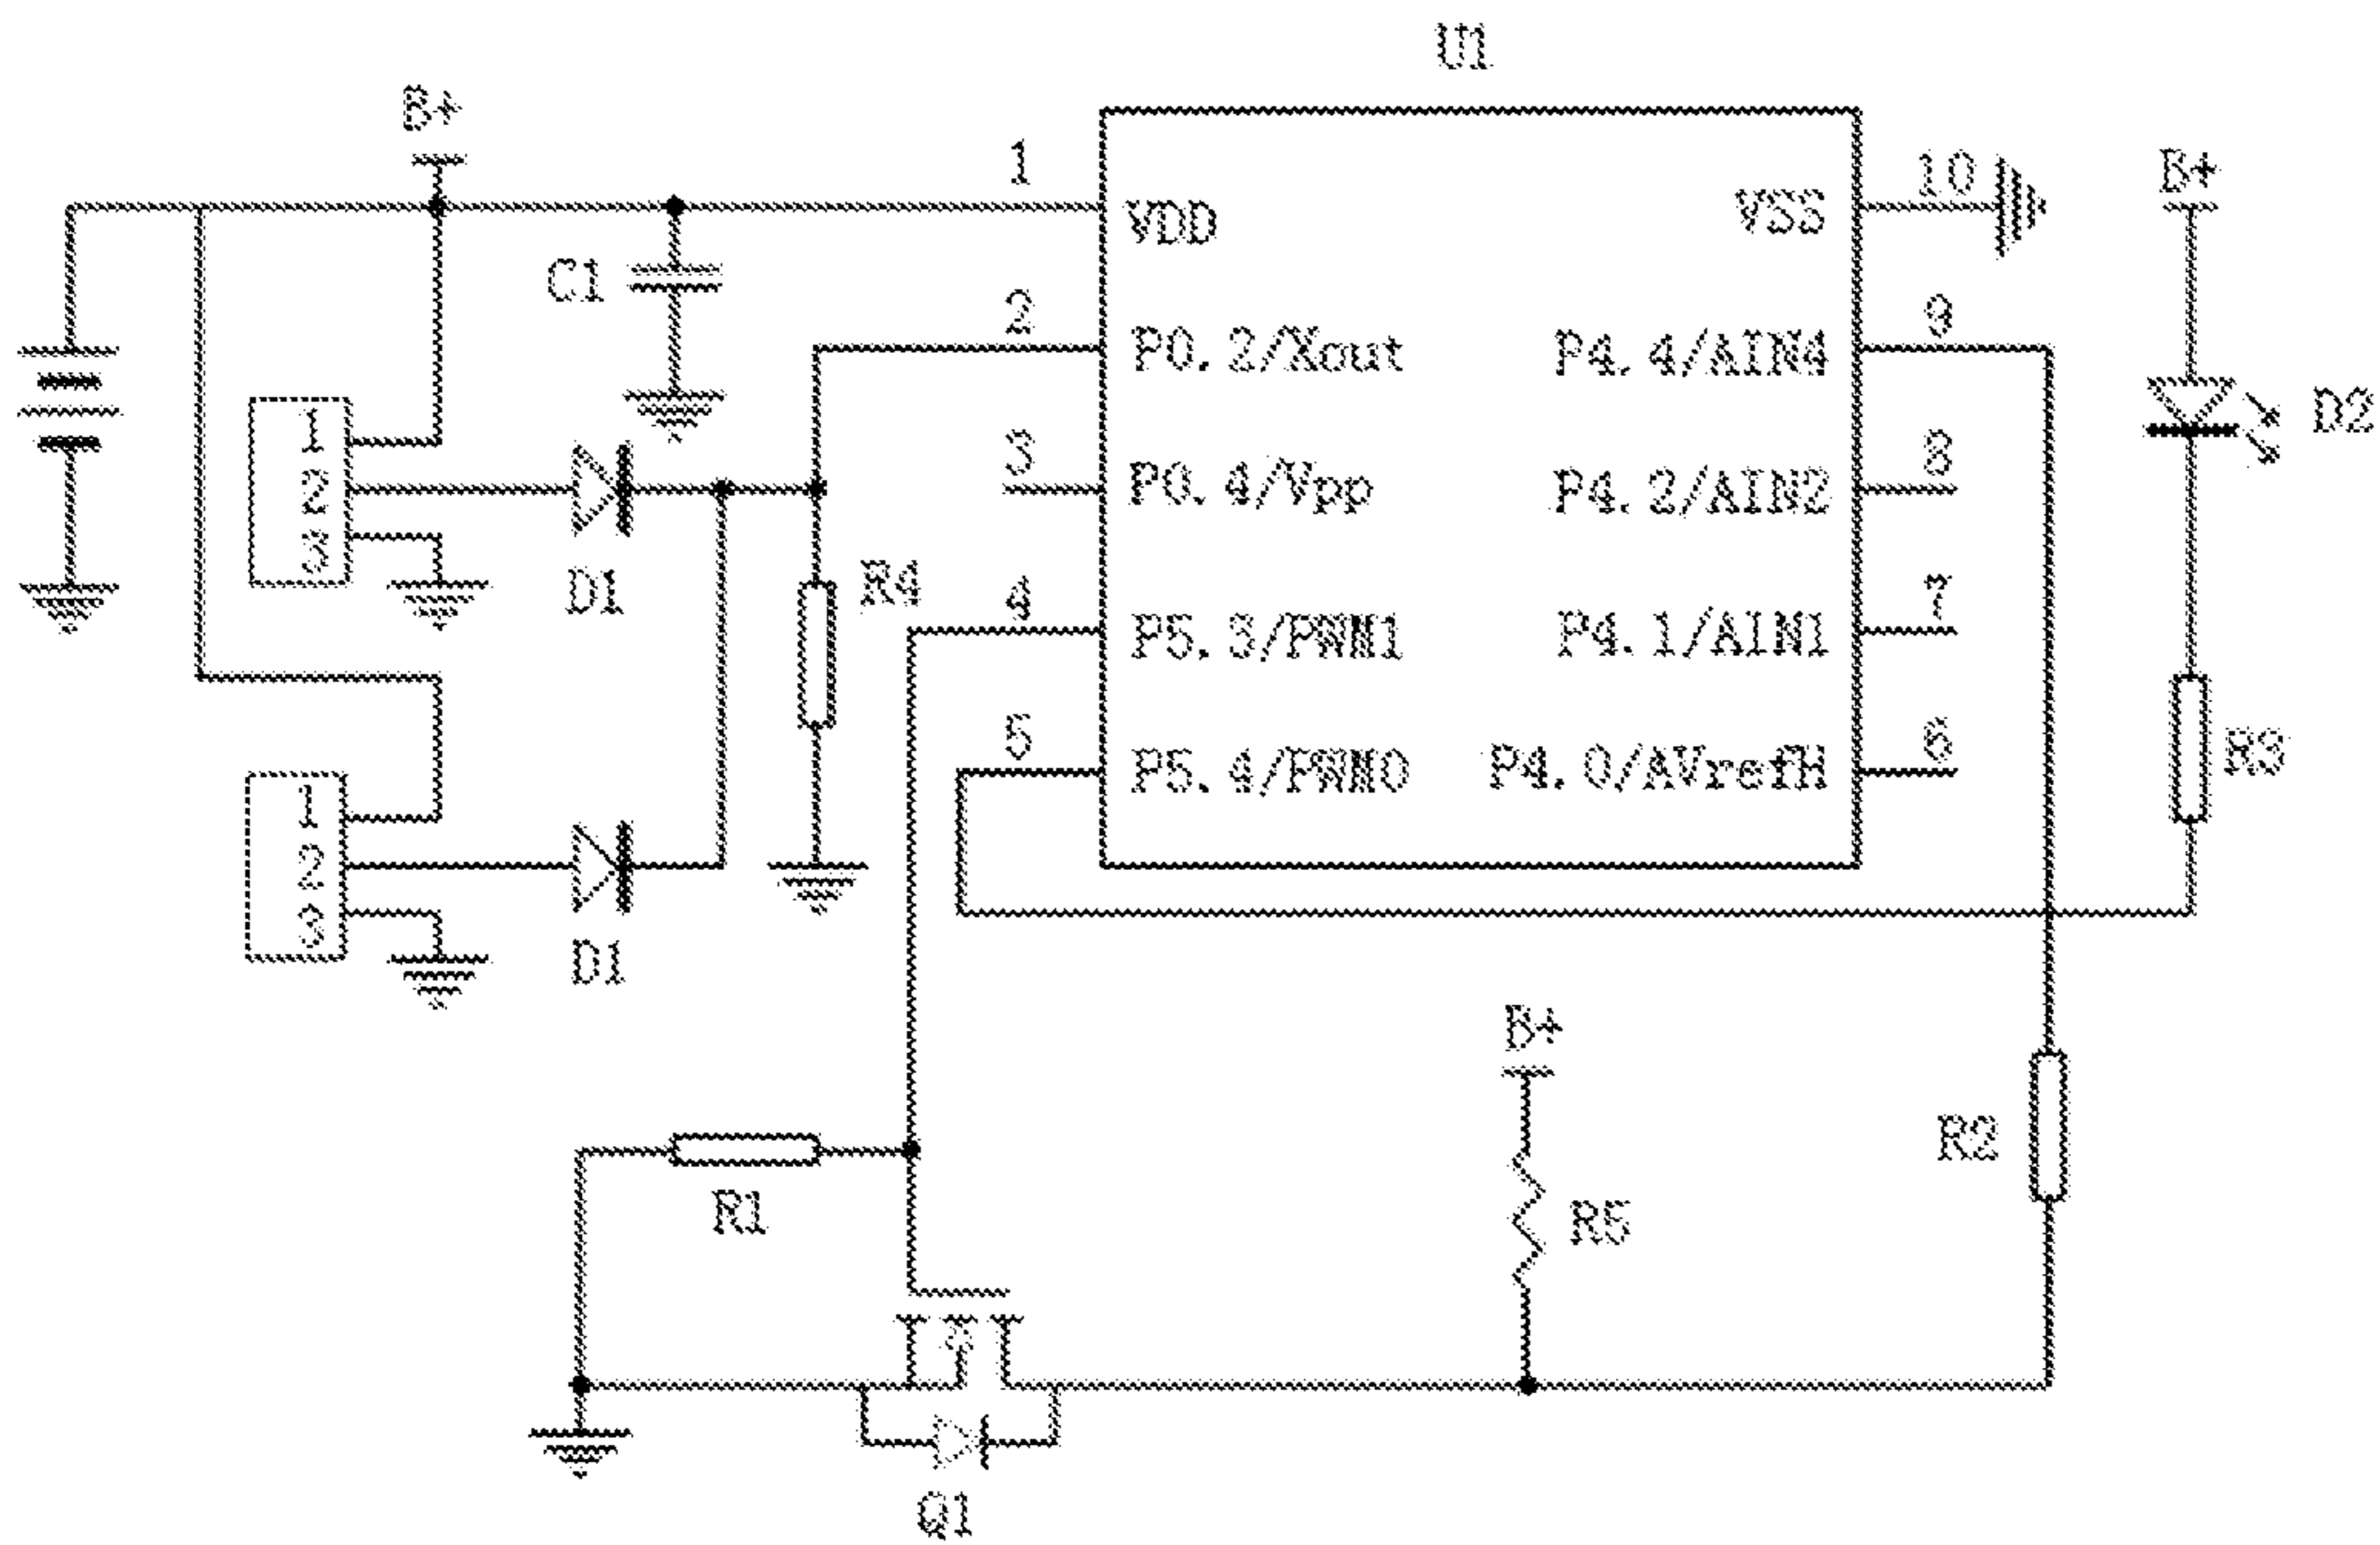 U1
B+
1
10
B+
VDD
VSS
C1
2
9
P0.2/Xout
P4.4/AIN4
D2
1
2
3
3
8
P0.4/Vpp
P4.2/AIN2
D1
R4
4
7
P5.3/PWM1
P4.1/AIN1
5
6
R3
P5.4/PWM0
P4.0/AVrefH
1
2
3
D1
B+
R2
R1
R5
Q1